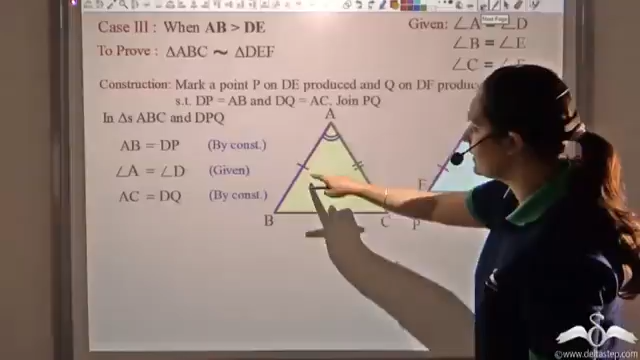 Case III: When AB > DE
Given: ∠A = ∠D
∠B = ∠E
∠C =
To Prove : ΔABC ~ ΔDEF
Next Page
Construction: Mark a point P on DE produced and Q on DF
s.t. DP = AB and DQ = AC. Join PQ
In Δs ABC and DPQ
AB = DP (By const.)
∠A = ∠D (Given)
AC = DQ (By const.)
A
B
C
P
©www.deltastep.com